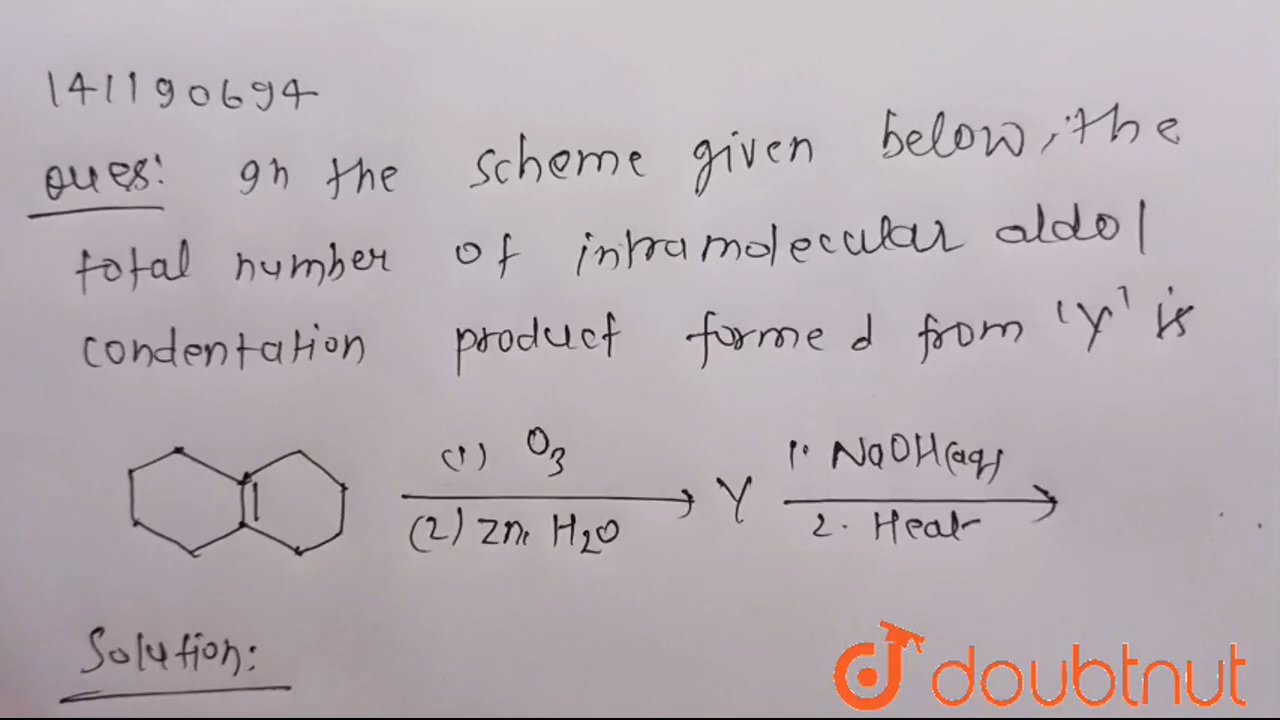 141190694
Ques: In the scheme given below, the
total number of intramolecular aldol
condentation product formed from 'Y' is
(1) O3
(2) Zn, H2O
Y
1. NaOH(aq)
2. Heat
Solution:
doubtnut